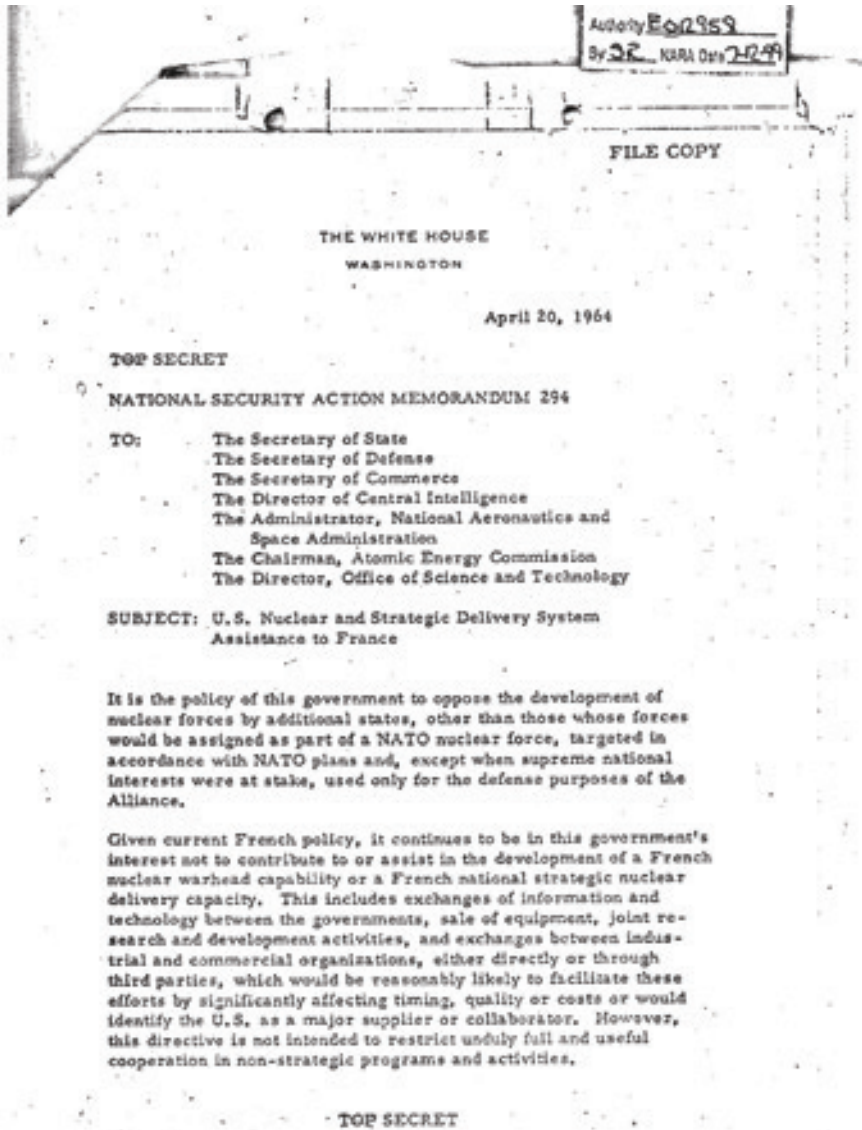 Authority EO12958
By SR NARA Date 7-12-99
FILE COPY
THE WHITE HOUSE
WASHINGTON
April 20, 1964
TOP SECRET
NATIONAL SECURITY ACTION MEMORANDUM 294
TO: The Secretary of State
The Secretary of Defense
The Secretary of Commerce
The Director of Central Intelligence
The Administrator, National Aeronautics and
Space Administration
The Chairman, Atomic Energy Commission
The Director, Office of Science and Technology
SUBJECT: U.S. Nuclear and Strategic Delivery System
Assistance to France
It is the policy of this government to oppose the development of
nuclear forces by additional states, other than those whose forces
would be assigned as part of a NATO nuclear force, targeted in
accordance with NATO plans and, except when supreme national
interests were at stake, used only for the defense purposes of the
Alliance.
Given current French policy, it continues to be in this government's
interest not to contribute to or assist in the development of a French
nuclear warhead capability or a French national strategic nuclear
delivery capacity. This includes exchanges of information and
technology between the governments, sale of equipment, joint re-
search and development activities, and exchanges between indus-
trial and commercial organizations, either directly or through
third parties, which would be reasonably likely to facilitate these
efforts by significantly affecting timing, quality or costs or would
identify the U.S. as a major supplier or collaborator. However,
this directive is not intended to restrict unduly full and useful
cooperation in non-strategic programs and activities.
TOP SECRET